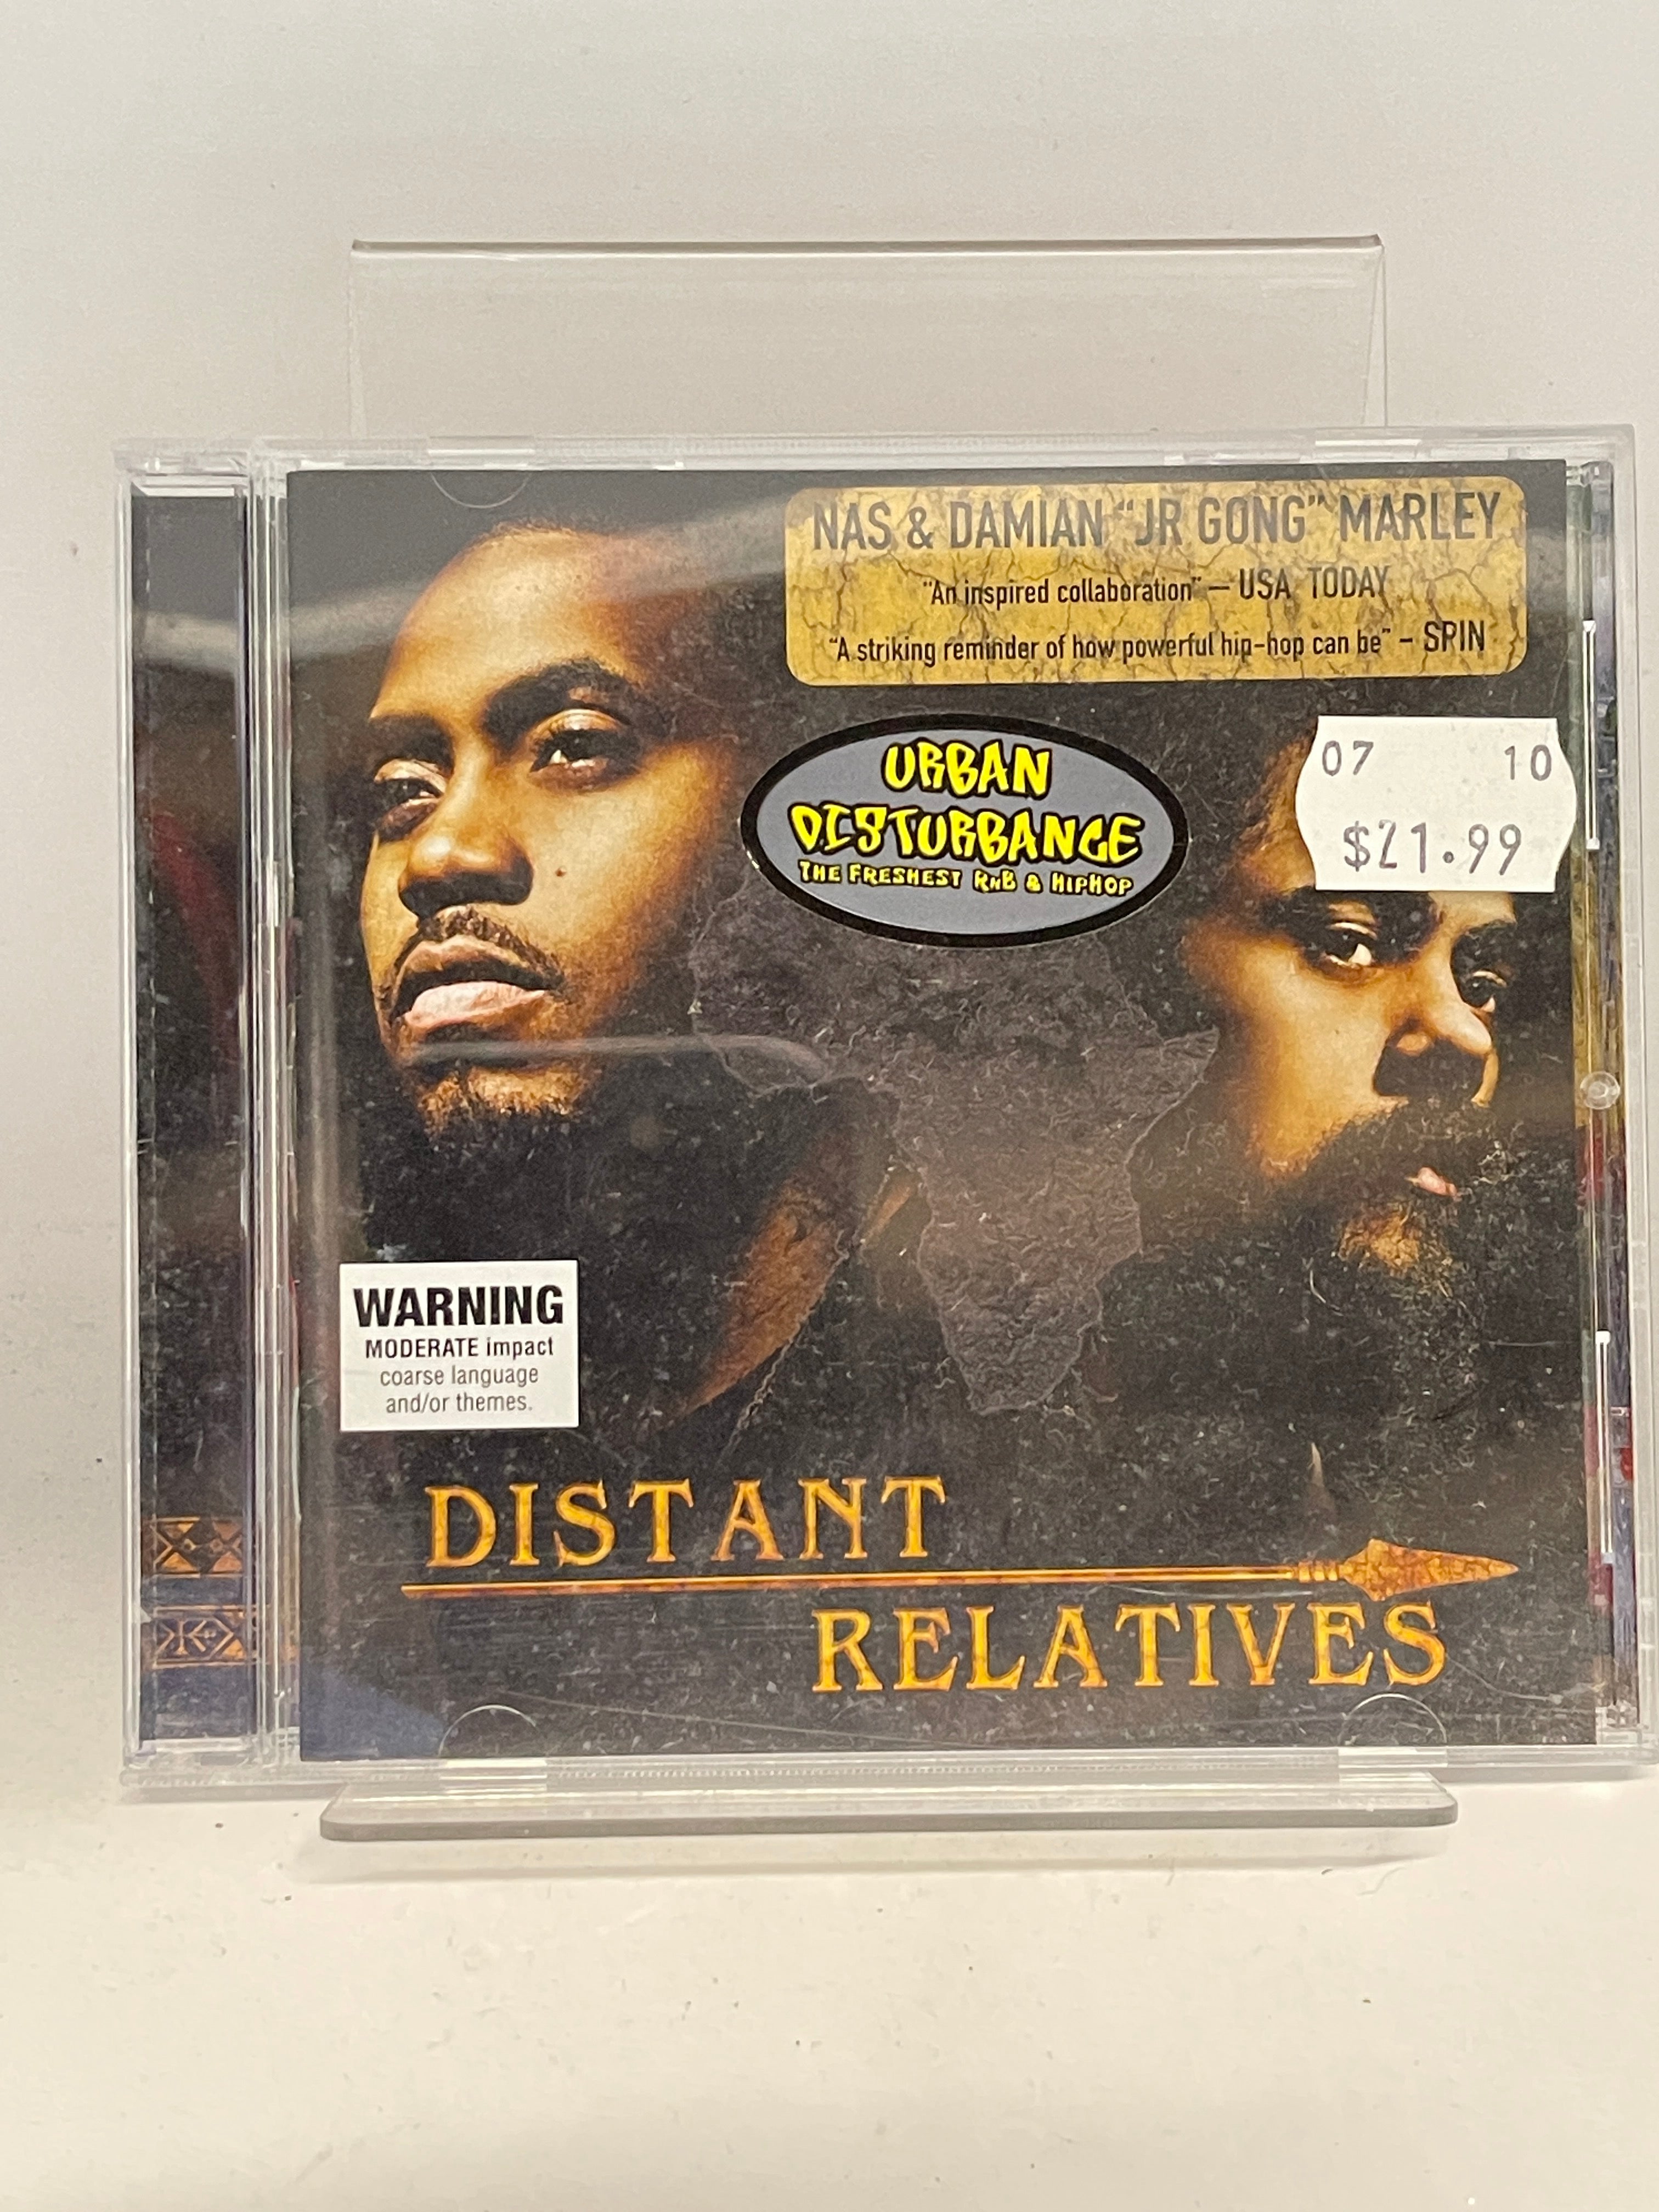 NAS & DAMIAN “JR GONG” MARLEY
“An inspired collaboration” – USA TODAY
“A striking reminder of how powerful hip-hop can be” – SPIN
URBAN
DISTURBANCE
THE FRESHEST RnB & HIPHOP
07 10
$21.99
WARNING
MODERATE impact
coarse language
and/or themes.
DISTANT
RELATIVES